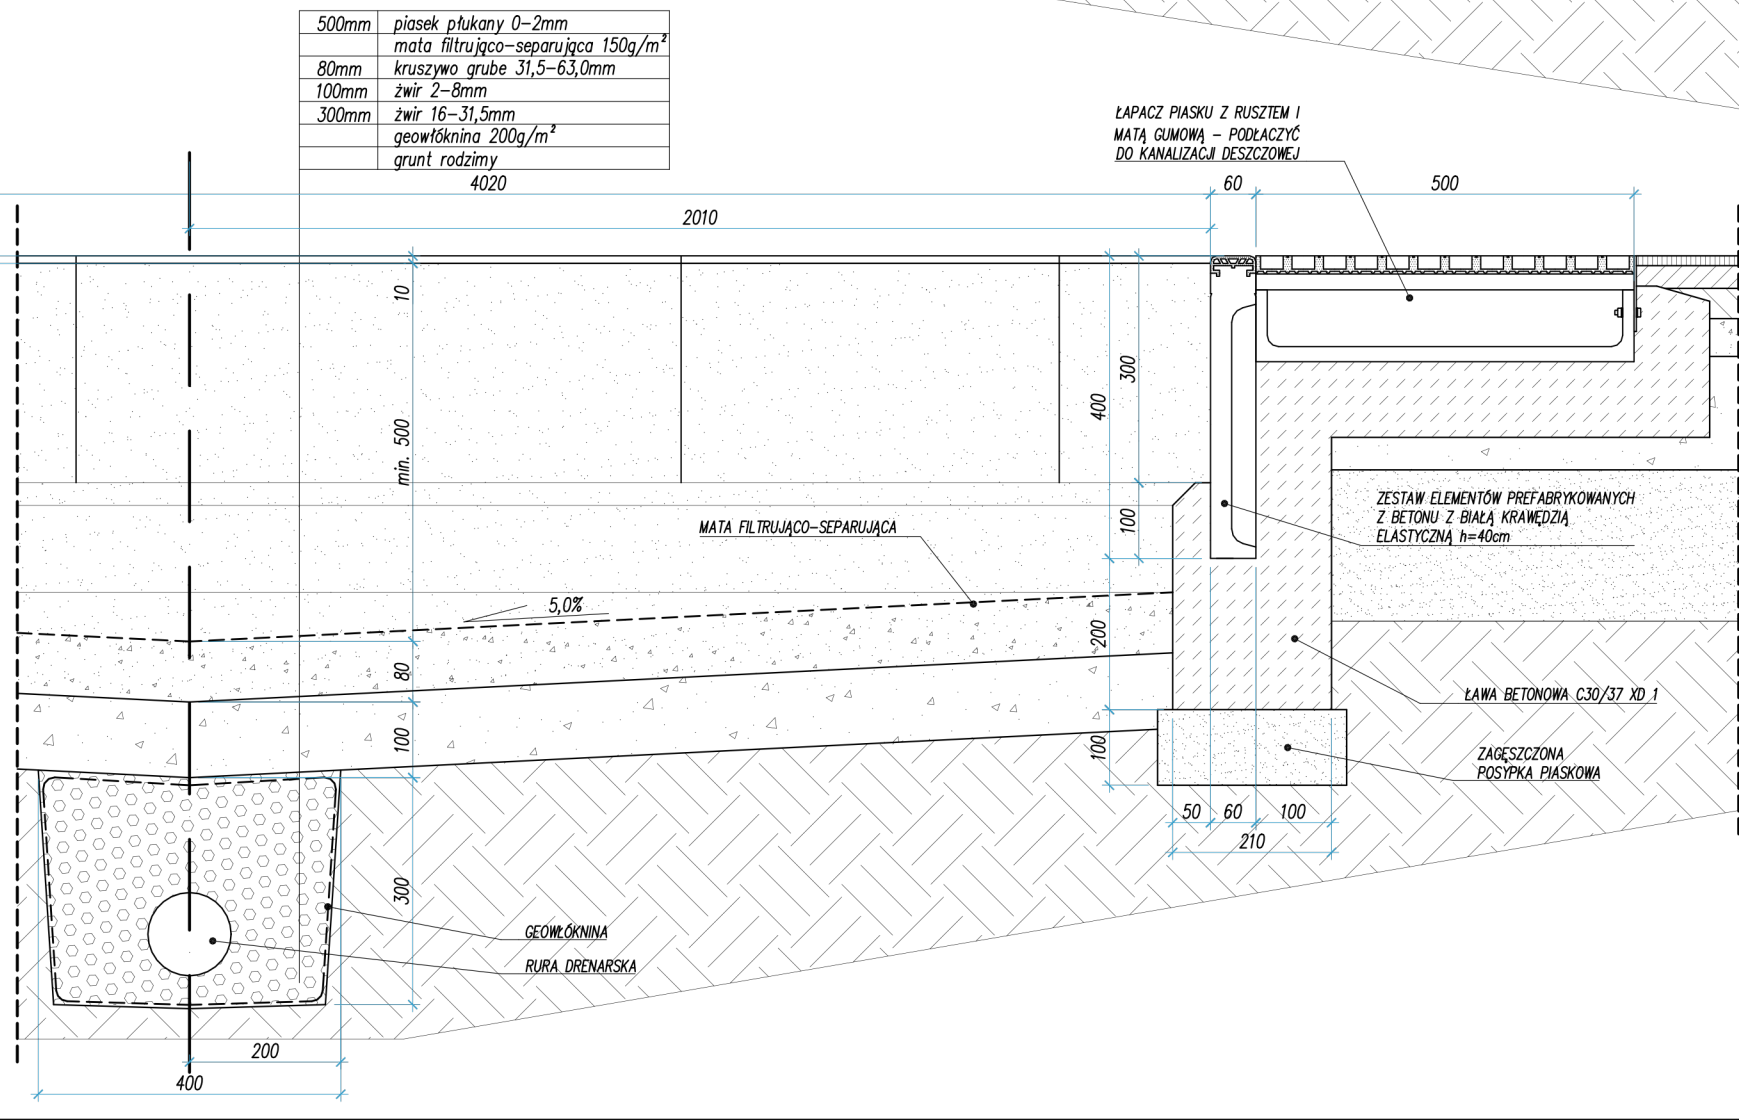 500mm piasek płukany 0-2mm
mata filtrująco-separująca 150g/m²
80mm kruszywo grube 31,5-63,0mm
100mm żwir 2-8mm
300mm żwir 16-31,5mm
geowłóknina 200g/m²
grunt rodzimy
ŁAPACZ PIASKU Z RUSZTEM I
MATĄ GUMOWĄ - PODŁACZYĆ
DO KANALIZACJI DESZCZOWEJ
4020
60
500
2010
10
300
400
min. 500
100
ZESTAW ELEMENTÓW PREFABRYKOWANYCH
Z BETONU Z BIAŁĄ KRAWĘDZIĄ
ELASTYCZNĄ h=40cm
MATA FILTRUJĄCO-SEPARUJĄCA
5,0%
200
80
ŁAWA BETONOWA C30/37 XD 1
100
100
ZAGĘSZCZONA
POSYPKA PIASKOWA
50
60
100
210
300
GEOWŁÓKNINA
RURA DRENARSKA
200
400